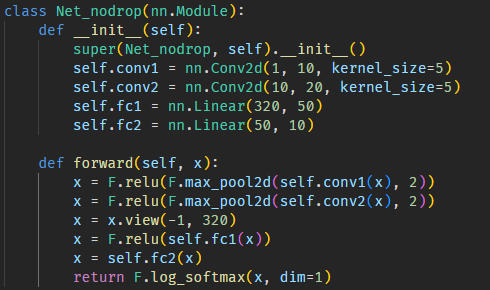 class Net_nodrop(nn.Module):
    def __init__(self):
        super(Net_nodrop, self).__init__()
        self.conv1 = nn.Conv2d(1, 10, kernel_size=5)
        self.conv2 = nn.Conv2d(10, 20, kernel_size=5)
        self.fc1 = nn.Linear(320, 50)
        self.fc2 = nn.Linear(50, 10)

    def forward(self, x):
        x = F.relu(F.max_pool2d(self.conv1(x), 2))
        x = F.relu(F.max_pool2d(self.conv2(x), 2))
        x = x.view(-1, 320)
        x = F.relu(self.fc1(x))
        x = self.fc2(x)
        return F.log_softmax(x, dim=1)